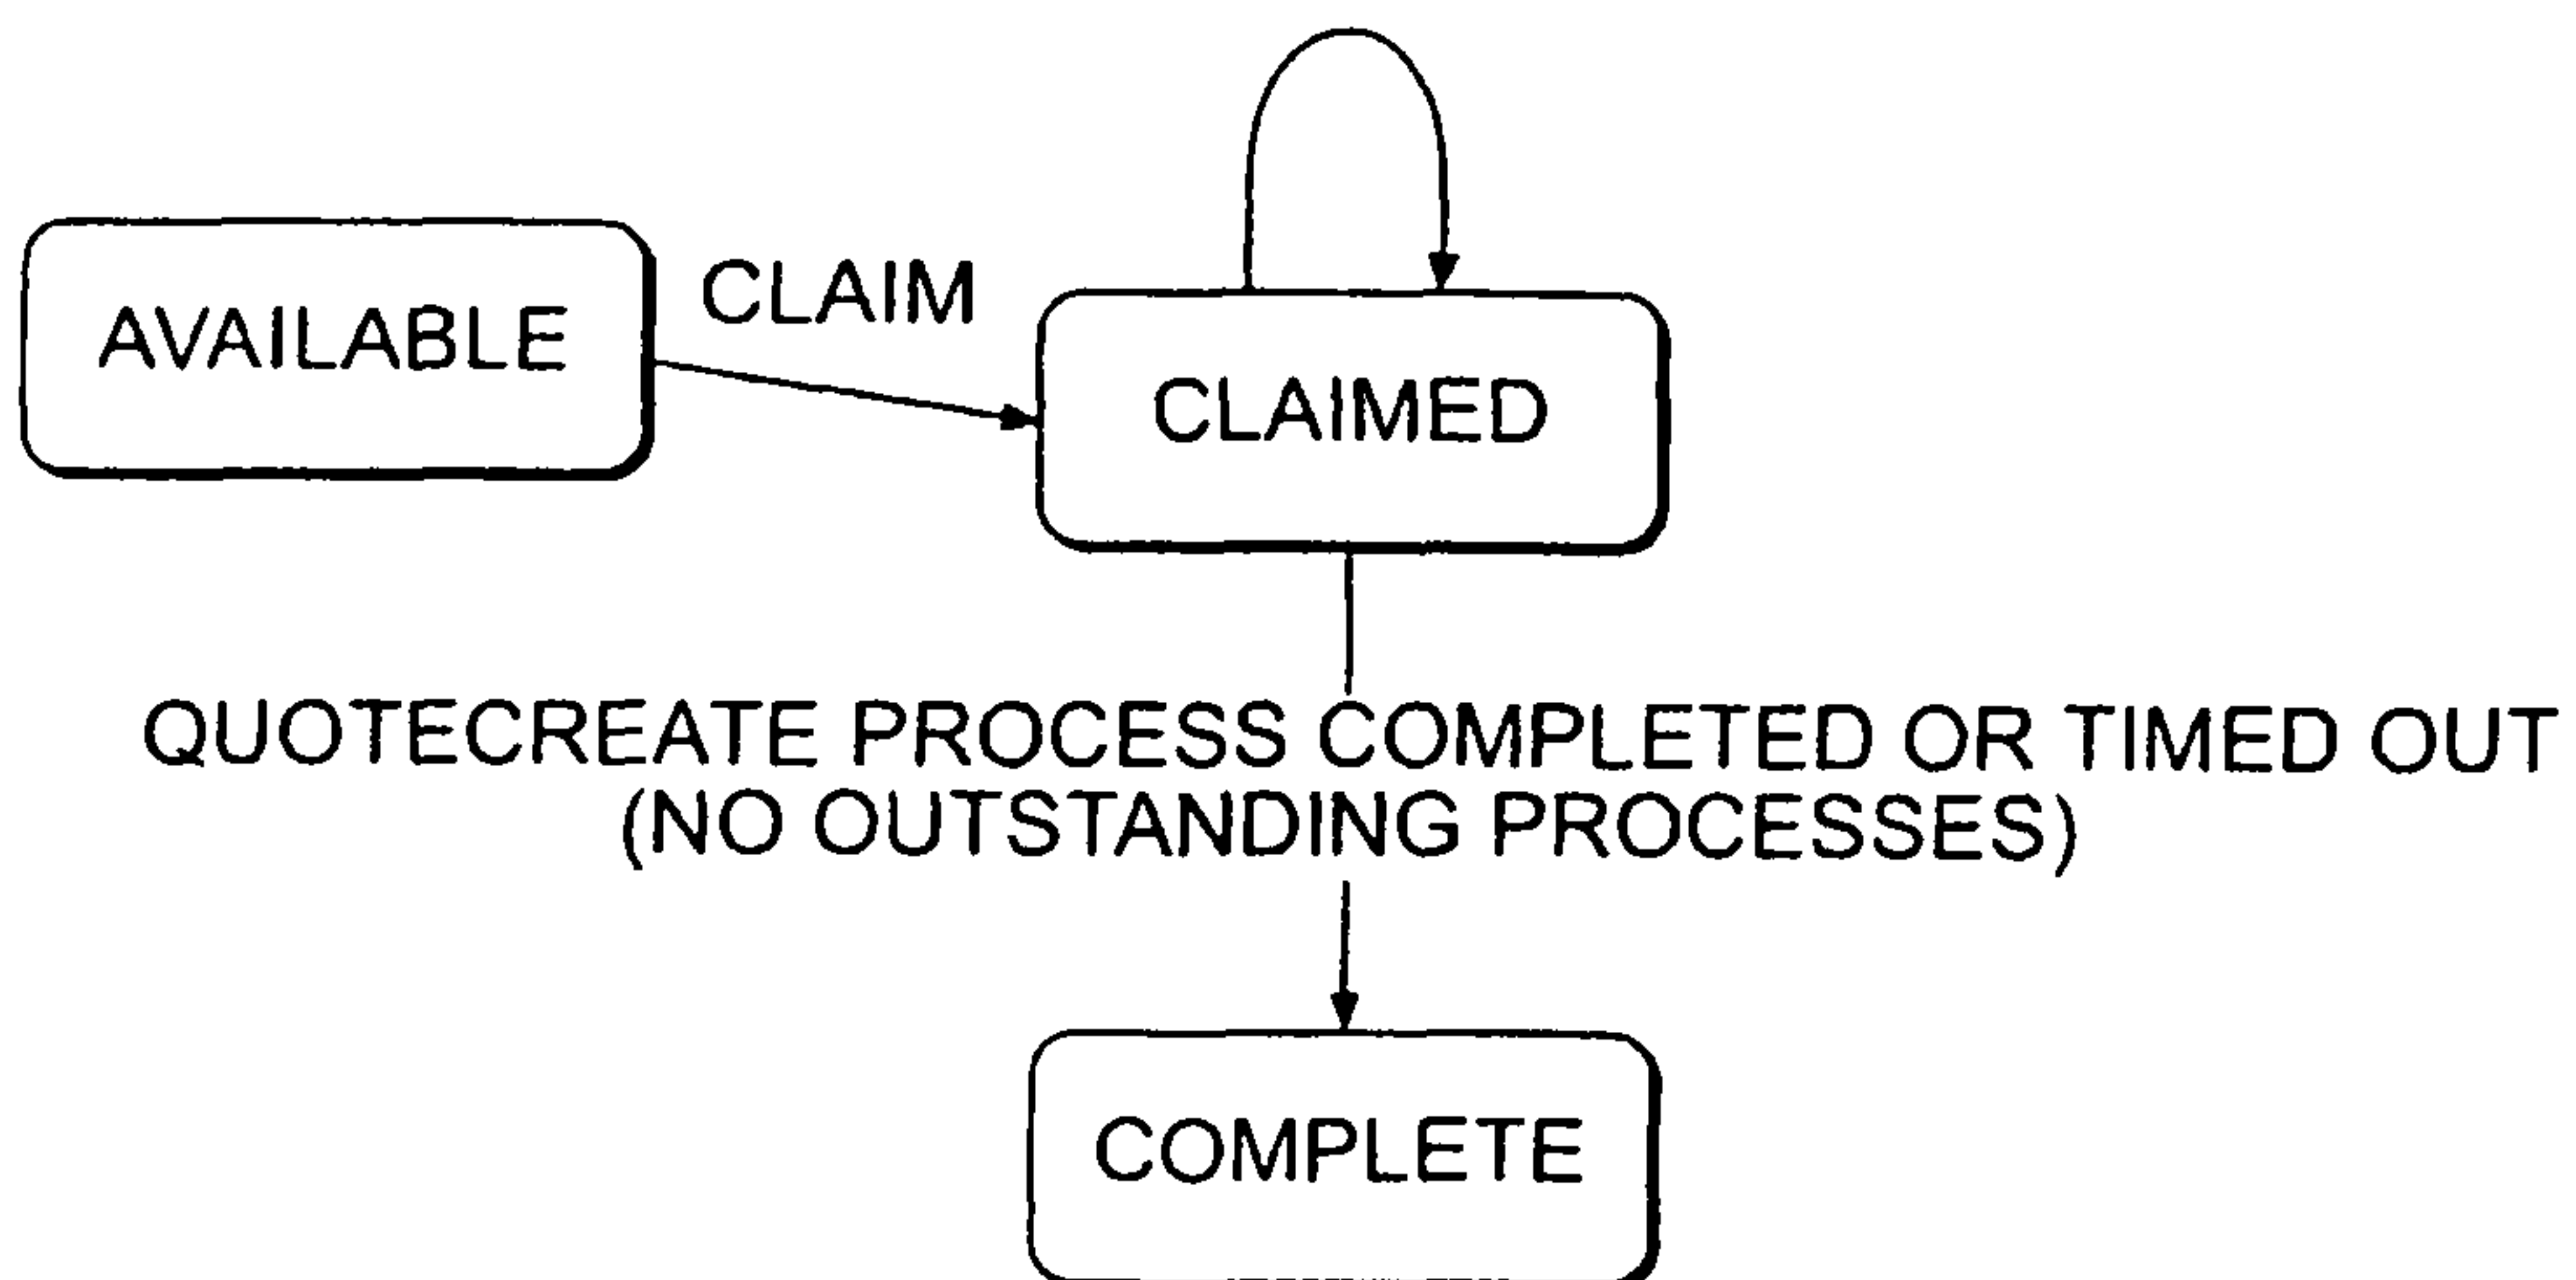 AVAILABLE
CLAIM
CLAIMED
QUOTECREATE PROCESS COMPLETED OR TIMED OUT
(NO OUTSTANDING PROCESSES)
COMPLETE